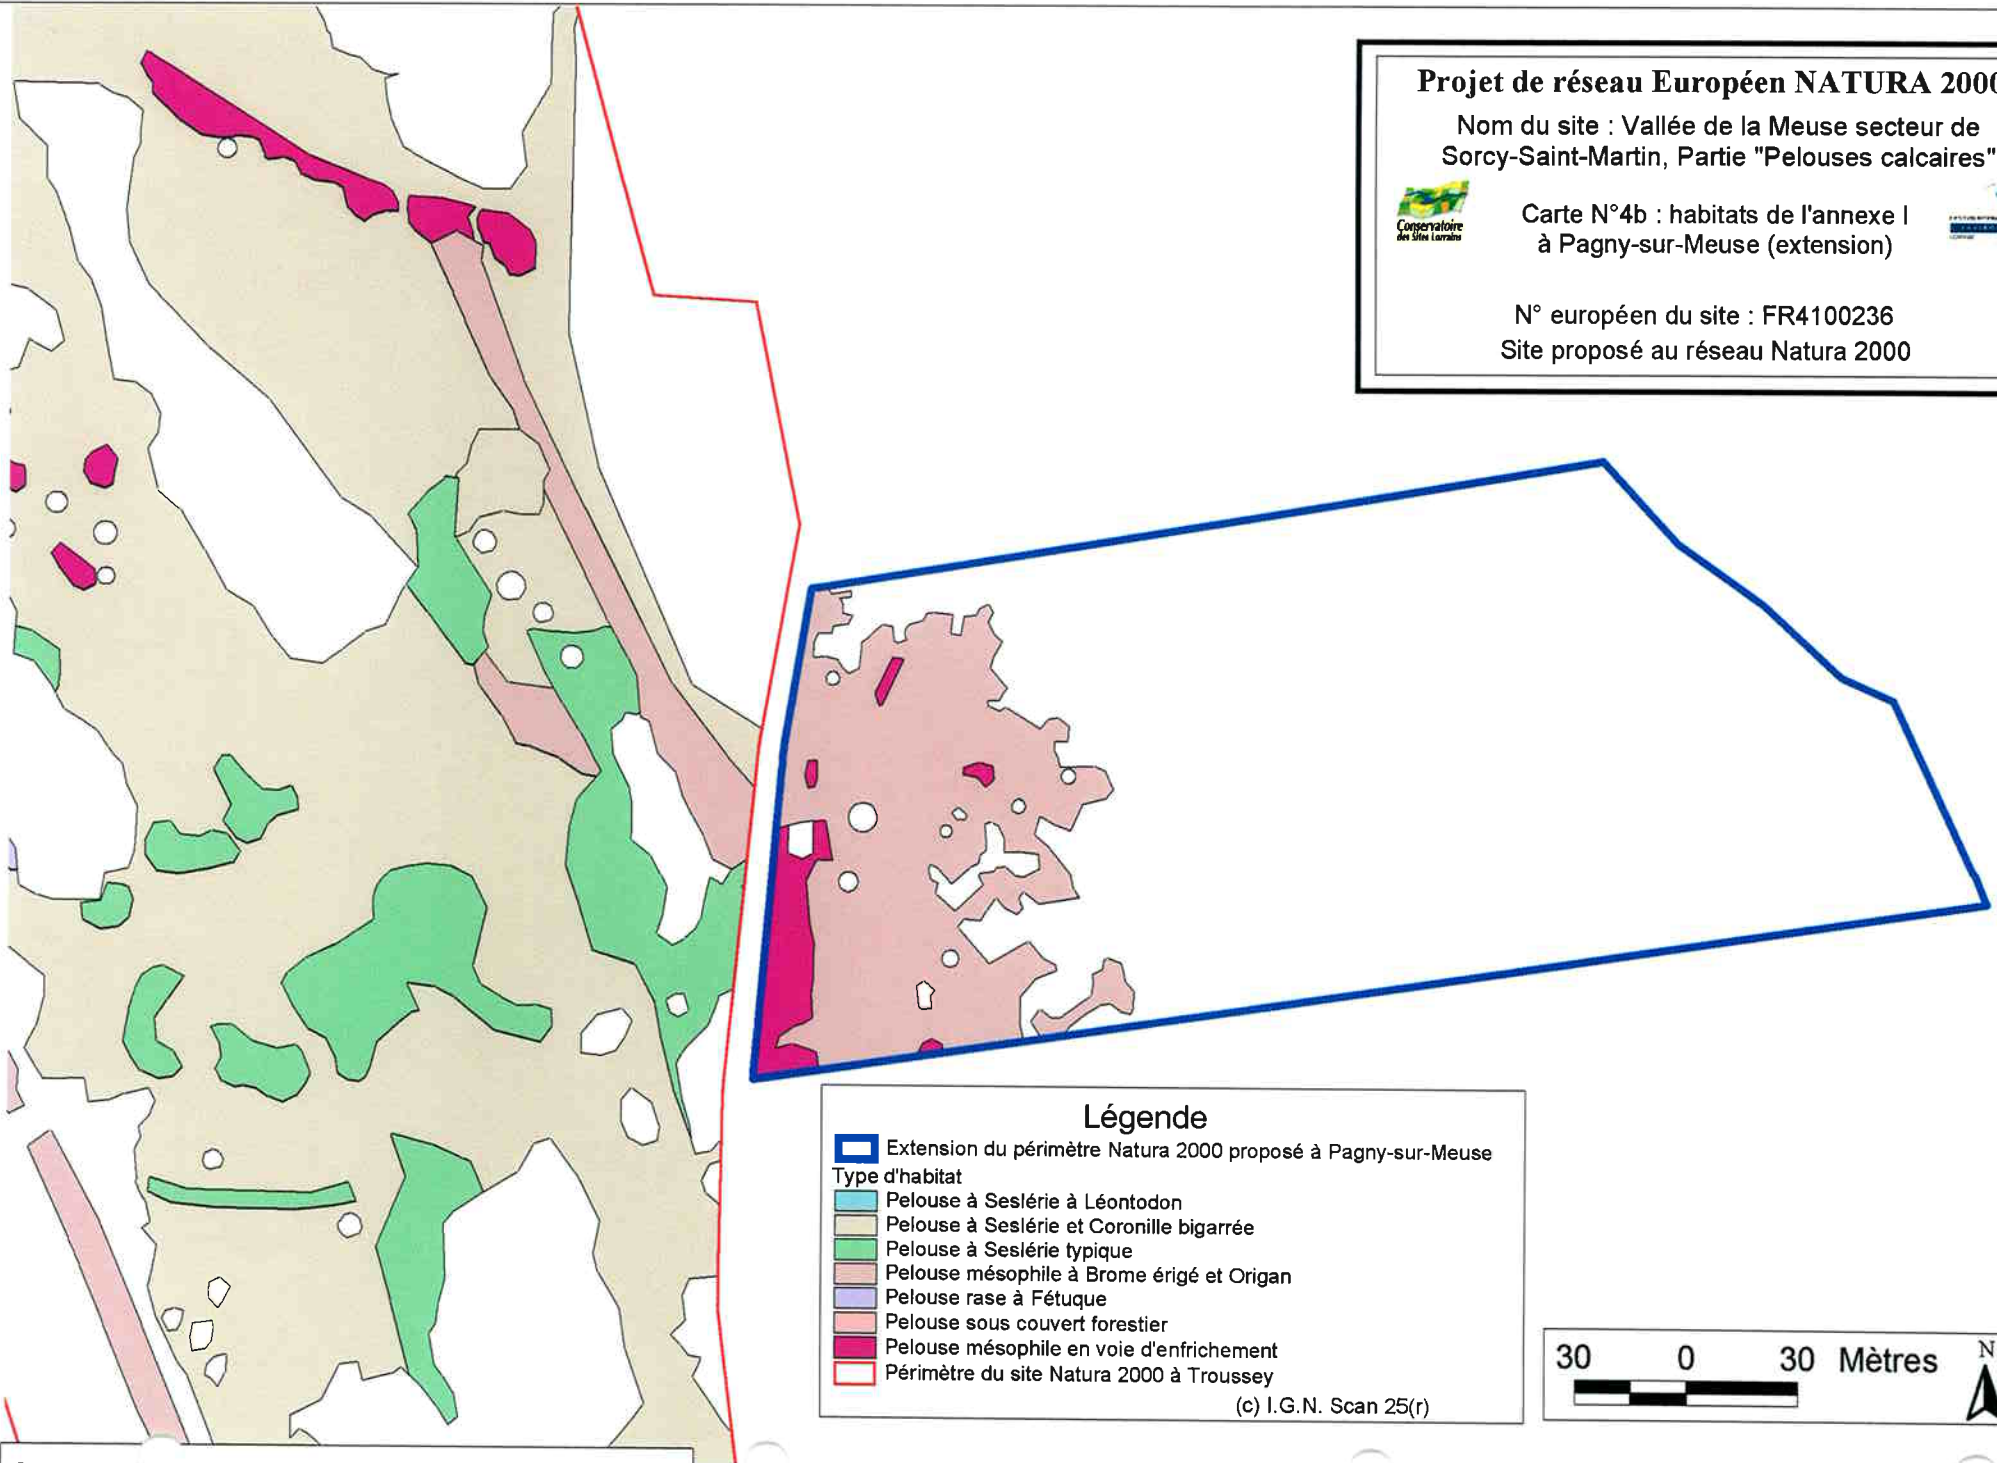 Projet de réseau Européen NATURA 2000
Nom du site : Vallée de la Meuse secteur de
Sorcy-Saint-Martin, Partie "Pelouses calcaires"
Conservatoire
des Sites Lorrains
Carte N°4b : habitats de l'annexe I
à Pagny-sur-Meuse (extension)
N° européen du site : FR4100236
Site proposé au réseau Natura 2000
Légende
Extension du périmètre Natura 2000 proposé à Pagny-sur-Meuse
Type d'habitat
Pelouse à Seslérie à Léontodon
Pelouse à Seslérie et Coronille bigarrée
Pelouse à Seslérie typique
Pelouse mésophile à Brome érigé et Origan
Pelouse rase à Fétuque
Pelouse sous couvert forestier
Pelouse mésophile en voie d'enfrichement
Périmètre du site Natura 2000 à Troussey
(c) I.G.N. Scan 25(r)
30 0 30 Mètres
N